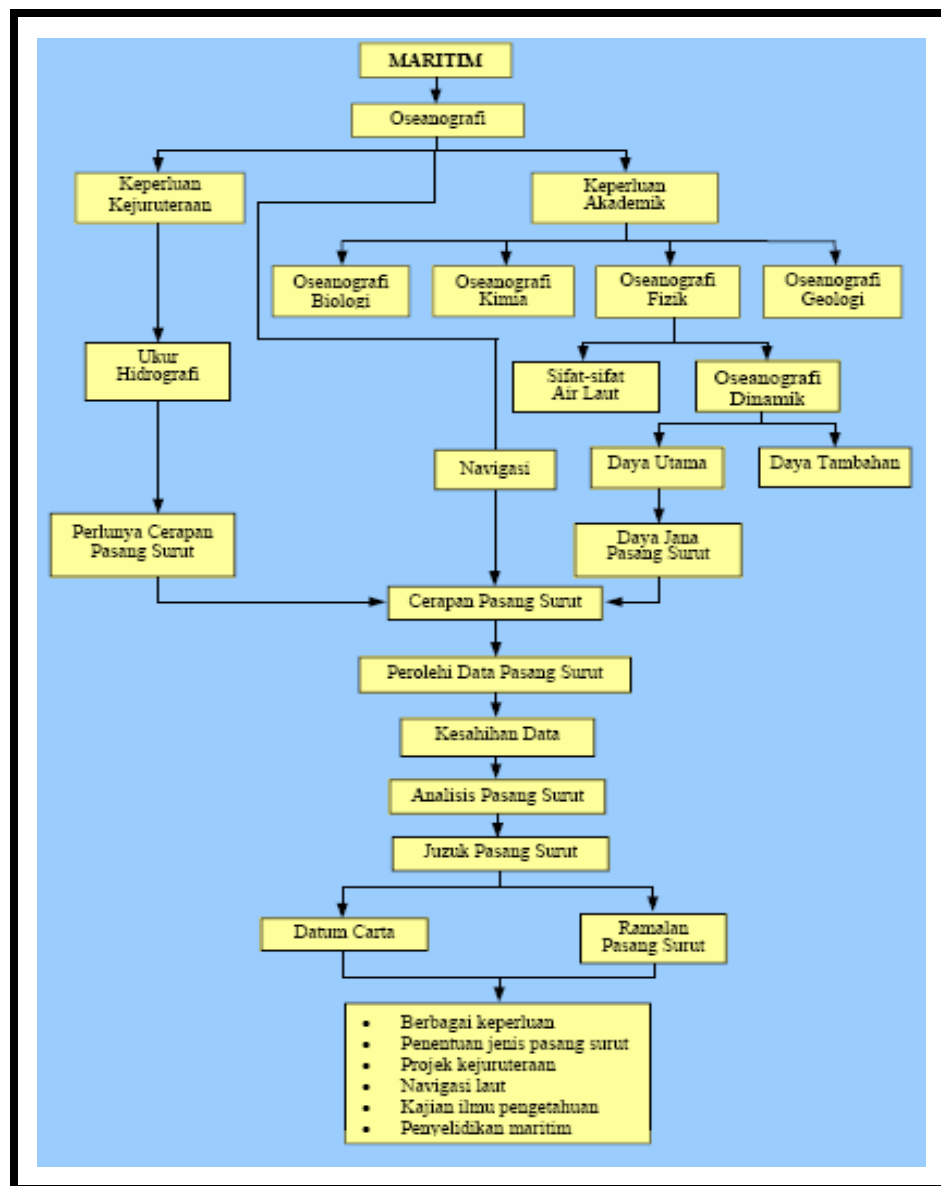 MARITIM
Oseanografi
Keperluan
Kejuruteraan
Keperluan
Akademik
Oseanografi
Biologi
Oseanografi
Kimia
Oseanografi
Fizik
Oseanografi
Geologi
Ukur
Hidrografi
Sifat-sifat
Air Laut
Oseanografi
Dinamik
Navigasi
Daya Utama
Daya Tambahan
Perlunya Cerapan
Pasang Surut
Daya Jana
Pasang Surut
Cerapan Pasang Surut
Perolehi Data Pasang Surut
Kesahihan Data
Analisis Pasang Surut
Juzuk Pasang Surut
Datum Carta
Ramalan
Pasang Surut
• Berbagai keperluan
• Penentuan jenis pasang surut
• Projek kejuruteraan
• Navigasi laut
• Kajian ilmu pengetahuan
• Penyelidikan maritim